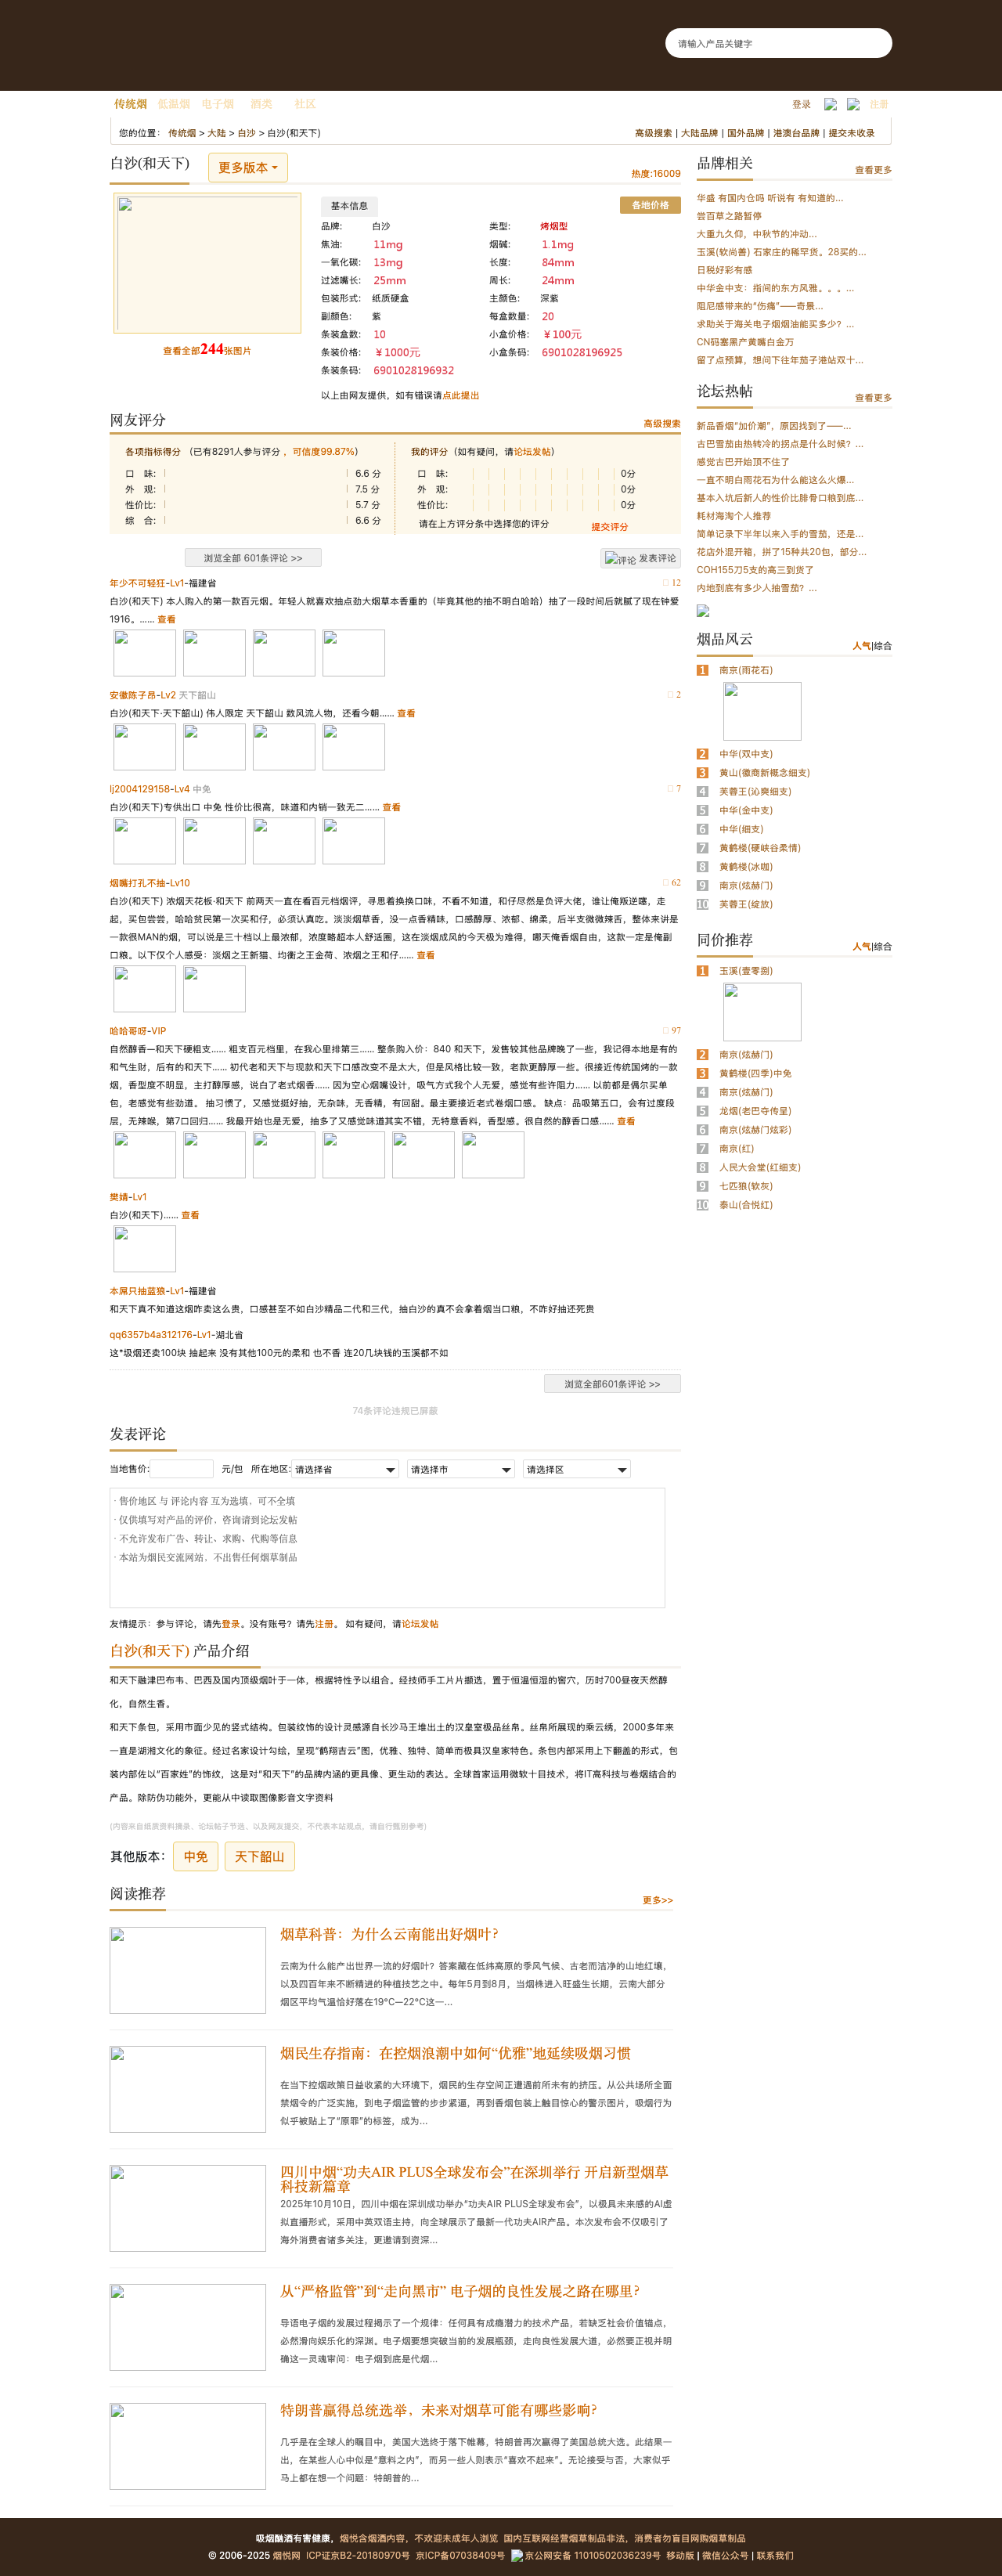 请输入产品关键字
传统烟 低温烟 电子烟 酒类 社区
登录 注册
您的位置： 传统烟 > 大陆 > 白沙 > 白沙(和天下)
高级搜索 | 大陆品牌 | 国外品牌 | 港澳台品牌 | 提交未收录
白沙(和天下) 更多版本
热度:16009
查看全部244张图片
基本信息
各地价格
品牌: 白沙 类型: 烤烟型
焦油: 11mg 烟碱: 1.1mg
一氧化碳: 13mg 长度: 84mm
过滤嘴长: 25mm 周长: 24mm
包装形式: 纸质硬盒 主颜色: 深紫
副颜色: 紫 每盒数量: 20
条装盒数: 10 小盒价格: ￥100元
条装价格: ￥1000元 小盒条码: 6901028196925
条装条码: 6901028196932
以上由网友提供，如有错误请点此提出
网友评分
高级搜索
各项指标得分 （已有8291人参与评分 ，可信度99.87%）
口 味: 6.6 分
外 观: 7.5 分
性价比: 5.7 分
综 合: 6.6 分
我的评分（如有疑问，请论坛发帖）
口 味: 0分
外 观: 0分
性价比: 0分
请在上方评分条中选择您的评分 提交评分
浏览全部 601条评论 >>
评论 发表评论
年少不可轻狂-Lv1-福建省 12
白沙(和天下) 本人购入的第一款百元烟。年轻人就喜欢抽点劲大烟草本香重的（毕竟其他的抽不明白哈哈）抽了一段时间后就腻了现在钟爱1916。...... 查看
安徽陈子昂-Lv2 天下韶山 2
白沙(和天下·天下韶山) 伟人限定 天下韶山 数风流人物，还看今朝...... 查看
lj2004129158-Lv4 中免 7
白沙(和天下)专供出口 中免 性价比很高，味道和内销一致无二...... 查看
烟嘴打孔不抽-Lv10 62
白沙(和天下) 浓烟天花板·和天下 前两天一直在看百元档烟评，寻思着换换口味，不看不知道，和仔尽然是负评大佬，谁让俺叛逆噻，走起，买包尝尝，哈哈贫民第一次买和仔，必须认真吃。淡淡烟草香，没一点香精味，口感醇厚、浓郁、绵柔，后半支微微辣舌，整体来讲是一款很MAN的烟，可以说是三十档以上最浓郁，浓度略超本人舒适圈，这在淡烟成风的今天极为难得，哪天俺香烟自由，这款一定是俺副口粮。以下仅个人感受：淡烟之王新猫、均衡之王金荷、浓烟之王和仔...... 查看
哈哈哥呀-VIP 97
自然醇香—和天下硬粗支...... 粗支百元档里，在我心里排第三...... 整条购入价：840 和天下，发售较其他品牌晚了一些，我记得本地是有的和气生财，后有的和天下...... 初代老和天下与现款和天下口感改变不是太大，但是风格比较一致，老款更醇厚一些。很接近传统国烤的一款烟，香型度不明显，主打醇厚感，说白了老式烟香...... 因为空心烟嘴设计，吸气方式我个人无爱，感觉有些许阻力...... 以前都是偶尔买单包，老感觉有些劲道。 抽习惯了，又感觉挺好抽，无杂味，无香精，有回甜。最主要接近老式卷烟口感。 缺点：品吸第五口，会有过度段层，无辣喉，第7口回归...... 我最开始也是无爱，抽多了又感觉味道其实不错，无特意香料，香型感。很自然的醇香口感...... 查看
樊婧-Lv1
白沙(和天下)...... 查看
本屌只抽蓝狼-Lv1-福建省
和天下真不知道这烟咋卖这么贵，口感甚至不如白沙精品二代和三代，抽白沙的真不会拿着烟当口粮，不咋好抽还死贵
qq6357b4a312176-Lv1-湖北省
这*圾烟还卖100块 抽起来 没有其他100元的柔和 也不香 连20几块钱的玉溪都不如
浏览全部601条评论 >>
74条评论违规已屏蔽
发表评论
当地售价: 元/包 所在地区: 请选择省 请选择市 请选择区
· 售价地区 与 评论内容 互为选填，可不全填
· 仅供填写对产品的评价，咨询请到论坛发帖
· 不允许发布广告、转让、求购、代购等信息
· 本站为烟民交流网站，不出售任何烟草制品
友情提示：参与评论，请先登录。没有账号？请先注册。 如有疑问，请论坛发帖
白沙(和天下) 产品介绍
和天下融津巴布韦、巴西及国内顶级烟叶于一体，根据特性予以组合。经技师手工片片撷选，置于恒温恒湿的窖穴，历时700昼夜天然醇化，自然生香。
和天下条包，采用市面少见的竖式结构。包装纹饰的设计灵感源自长沙马王堆出土的汉皇室极品丝帛。丝帛所展现的乘云绣，2000多年来一直是湖湘文化的象征。经过名家设计勾绘，呈现“鹤翔吉云”图，优雅、独特、简单而极具汉皇家特色。条包内部采用上下翻盖的形式，包装内部佐以“百家姓”的饰纹，这是对“和天下”的品牌内涵的更具像、更生动的表达。全球首家运用微软十目技术，将IT高科技与卷烟结合的产品。除防伪功能外，更能从中读取图像影音文字资料
(内容来自纸质资料摘录、论坛帖子节选、以及网友提交，不代表本站观点，请自行甄别参考)
其他版本： 中免 天下韶山
阅读推荐
更多>>
烟草科普：为什么云南能出好烟叶？
云南为什么能产出世界一流的好烟叶？答案藏在低纬高原的季风气候、古老而洁净的山地红壤，以及四百年来不断精进的种植技艺之中。每年5月到8月，当烟株进入旺盛生长期，云南大部分烟区平均气温恰好落在19℃—22℃这一...
烟民生存指南：在控烟浪潮中如何“优雅”地延续吸烟习惯
在当下控烟政策日益收紧的大环境下，烟民的生存空间正遭遇前所未有的挤压。从公共场所全面禁烟令的广泛实施，到电子烟监管的步步紧逼，再到香烟包装上触目惊心的警示图片，吸烟行为似乎被贴上了“原罪”的标签，成为...
四川中烟“功夫AIR PLUS全球发布会”在深圳举行 开启新型烟草科技新篇章
2025年10月10日，四川中烟在深圳成功举办“功夫AIR PLUS全球发布会”，以极具未来感的AI虚拟直播形式，采用中英双语主持，向全球展示了最新一代功夫AIR产品。本次发布会不仅吸引了海外消费者诸多关注，更邀请到资深...
从“严格监管”到“走向黑市” 电子烟的良性发展之路在哪里？
导语电子烟的发展过程揭示了一个规律：任何具有成瘾潜力的技术产品，若缺乏社会价值锚点，必然滑向娱乐化的深渊。电子烟要想突破当前的发展瓶颈，走向良性发展大道，必然要正视并明确这一灵魂审问：电子烟到底是代烟...
特朗普赢得总统选举，未来对烟草可能有哪些影响？
几乎是在全球人的瞩目中，美国大选终于落下帷幕，特朗普再次赢得了美国总统大选。此结果一出，在某些人心中似是“意料之内”，而另一些人则表示“喜欢不起来”。无论接受与否，大家似乎马上都在想一个问题：特朗普的...
品牌相关
查看更多
华盛 有国内仓吗 听说有 有知道的...
尝百草之路暂停
大重九久仰，中秋节的冲动...
玉溪(软尚善) 石家庄的稀罕货。28买的...
日税好彩有感
中华金中支：指间的东方风雅。。。...
阻尼感带来的“伤痛”——奇景...
求助关于海关电子烟烟油能买多少？...
CN码塞黑产黄嘴白金万
留了点预算，想问下往年茄子港站双十...
论坛热帖
查看更多
新品香烟“加价潮”，原因找到了——...
古巴雪茄由热转冷的拐点是什么时候？...
感觉古巴开始顶不住了
一直不明白雨花石为什么能这么火爆...
基本入坑后新人的性价比腓骨口粮到底...
耗材海淘个人推荐
简单记录下半年以来入手的雪茄，还是...
花店外混开箱，拼了15种共20包，部分...
COH155刀5支的高三到货了
内地到底有多少人抽雪茄？...
烟品风云
人气|综合
1 南京(雨花石)
2 中华(双中支)
3 黄山(徽商新概念细支)
4 芙蓉王(沁爽细支)
5 中华(金中支)
6 中华(细支)
7 黄鹤楼(硬峡谷柔情)
8 黄鹤楼(冰咖)
9 南京(炫赫门)
10 芙蓉王(绽放)
同价推荐
人气|综合
1 玉溪(壹零捌)
2 南京(炫赫门)
3 黄鹤楼(四季)中免
4 南京(炫赫门)
5 龙烟(老巴夺传呈)
6 南京(炫赫门炫彩)
7 南京(红)
8 人民大会堂(红细支)
9 七匹狼(软灰)
10 泰山(合悦红)
吸烟酗酒有害健康，烟悦含烟酒内容，不欢迎未成年人浏览 国内互联网经营烟草制品非法，消费者勿盲目网购烟草制品
© 2006-2025 烟悦网 ICP证京B2-20180970号 京ICP备07038409号 京公网安备 11010502036239号 移动版 | 微信公众号 | 联系我们